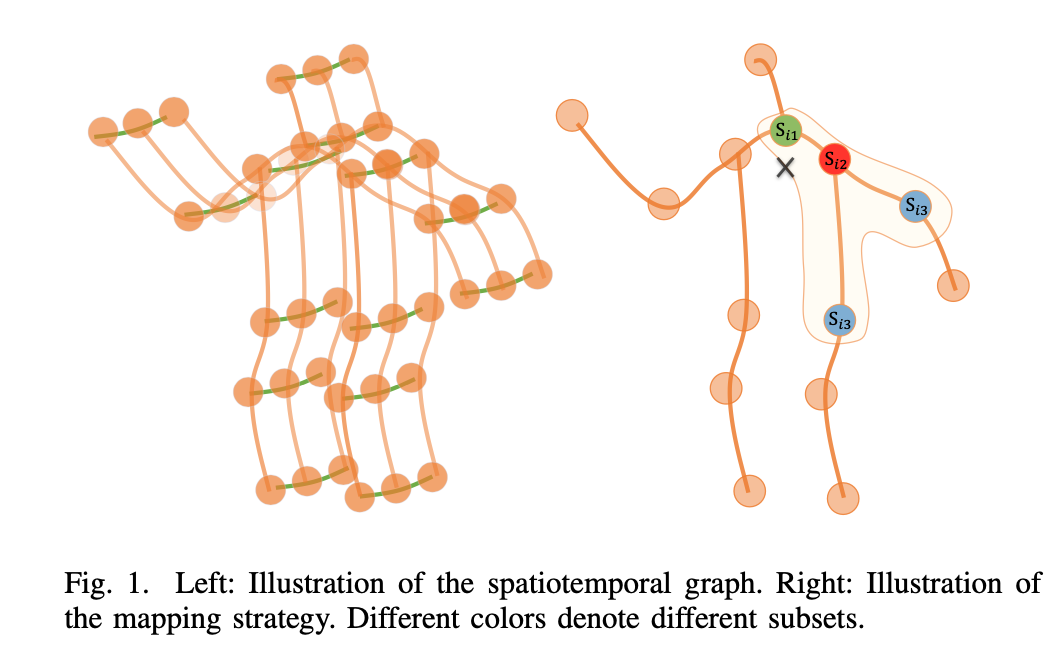 S_{i1}
S_{i2}
S_{i3}
S_{i3}
Fig. 1. Left: Illustration of the spatiotemporal graph. Right: Illustration of
the mapping strategy. Different colors denote different subsets.